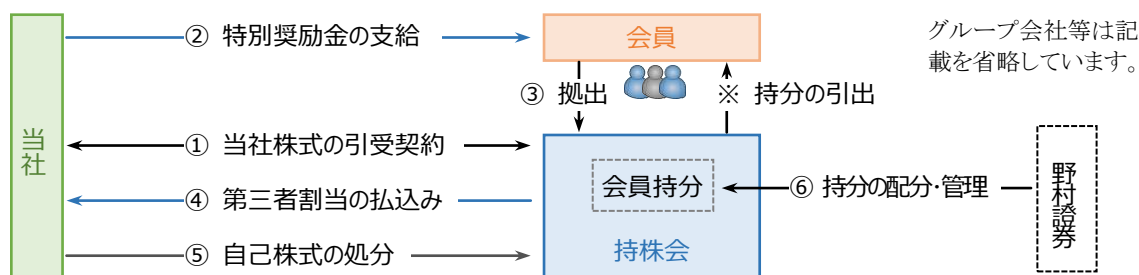 ② 特別奨励金の支給
会員
グループ会社等は記
載を省略しています。
③ 拠出
※ 持分の引出
当社
① 当社株式の引受契約
会員持分
⑥ 持分の配分・管理
野村證券
④ 第三者割当の払込み
⑤ 自己株式の処分
持株会